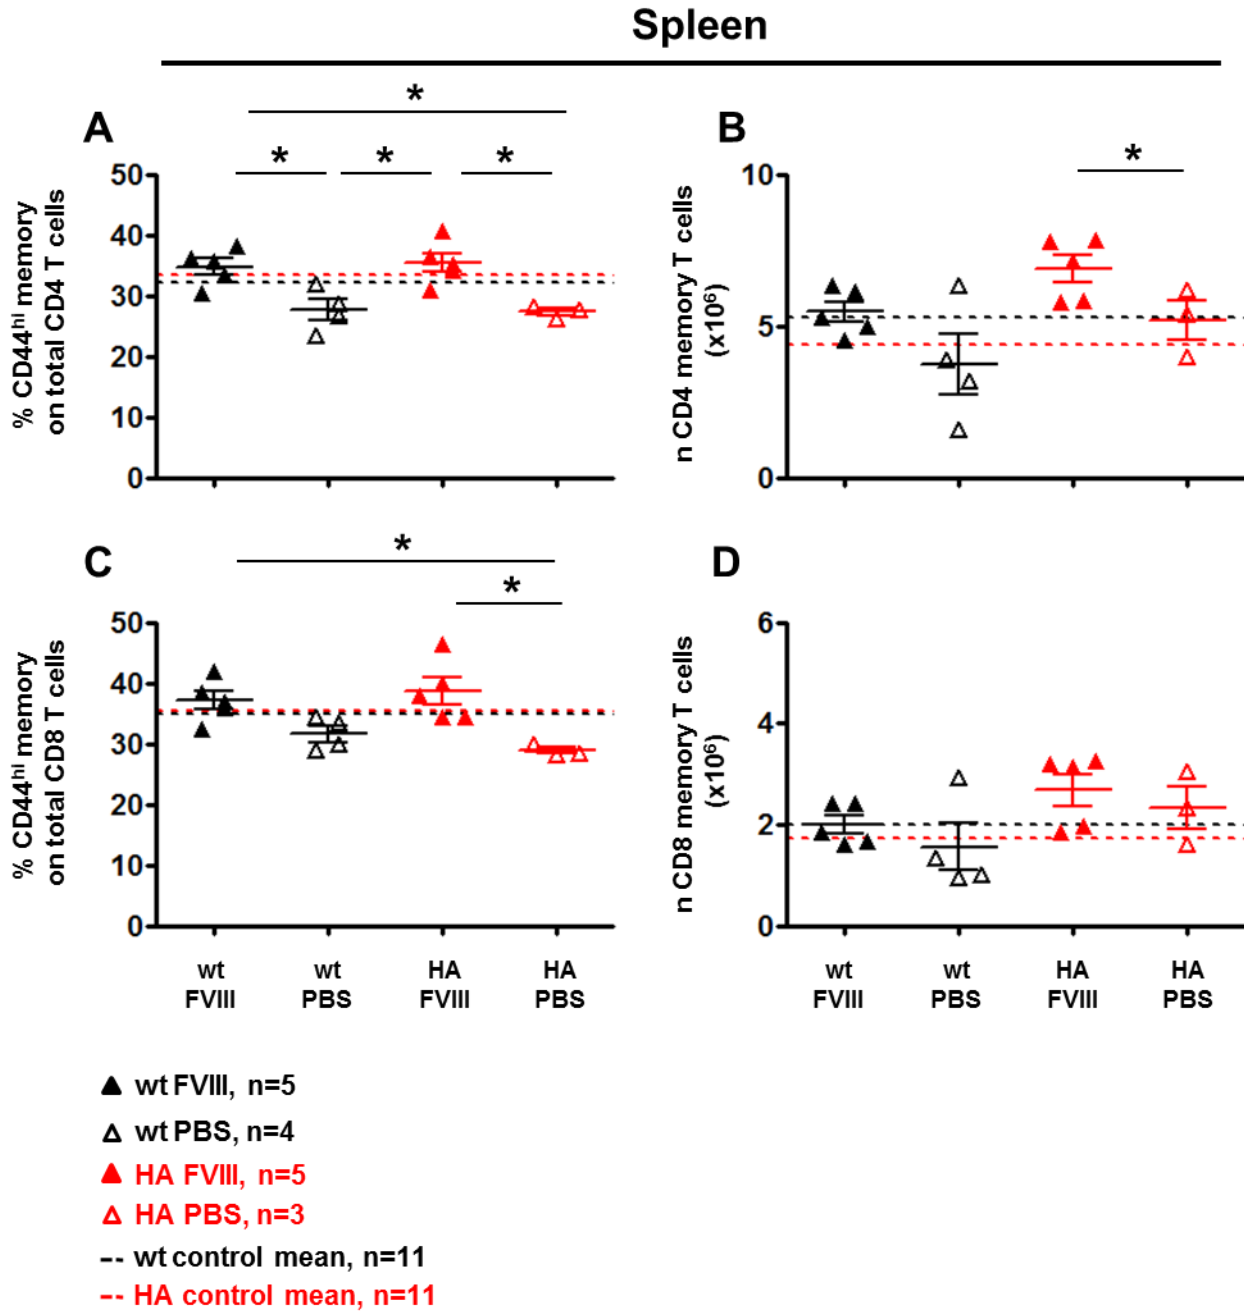 Spleen
A
*
*
*
*
% CD44hi memory
on total CD4 T cells
50
40
30
20
10
0
B
*
n CD4 memory T cells
(x10⁶)
10
5
0
C
*
*
% CD44hi memory
on total CD8 T cells
50
40
30
20
10
0
wt
FVIII
wt
PBS
HA
FVIII
HA
PBS
D
n CD8 memory T cells
(x10⁶)
6
4
2
0
wt
FVIII
wt
PBS
HA
FVIII
HA
PBS
wt FVIII, n=5
wt PBS, n=4
HA FVIII, n=5
HA PBS, n=3
wt control mean, n=11
HA control mean, n=11